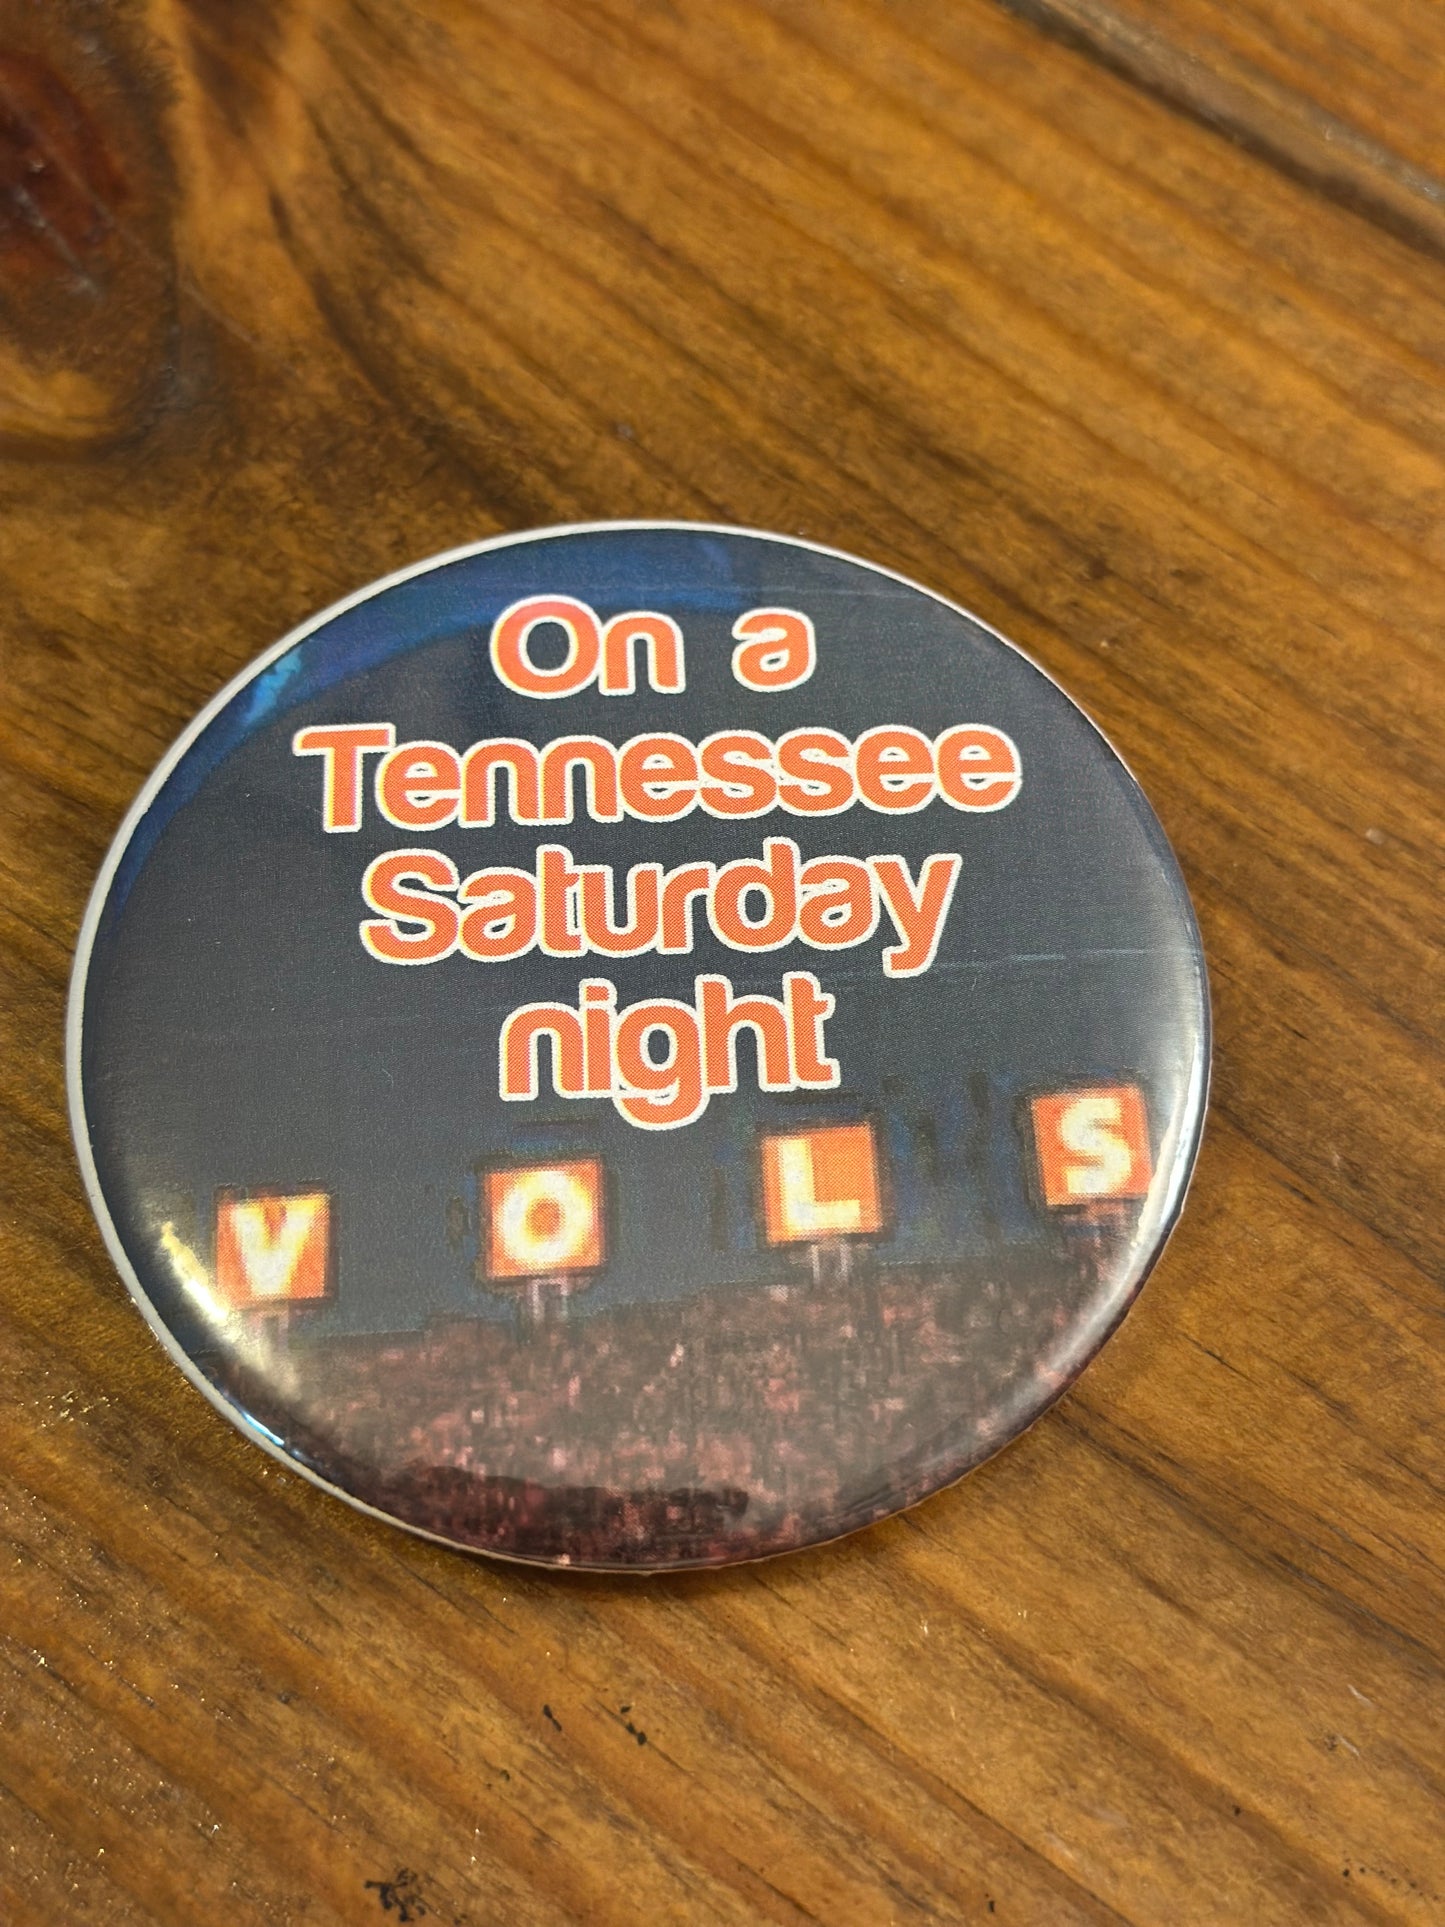 On a
Tennessee
Saturday
night
VOLS